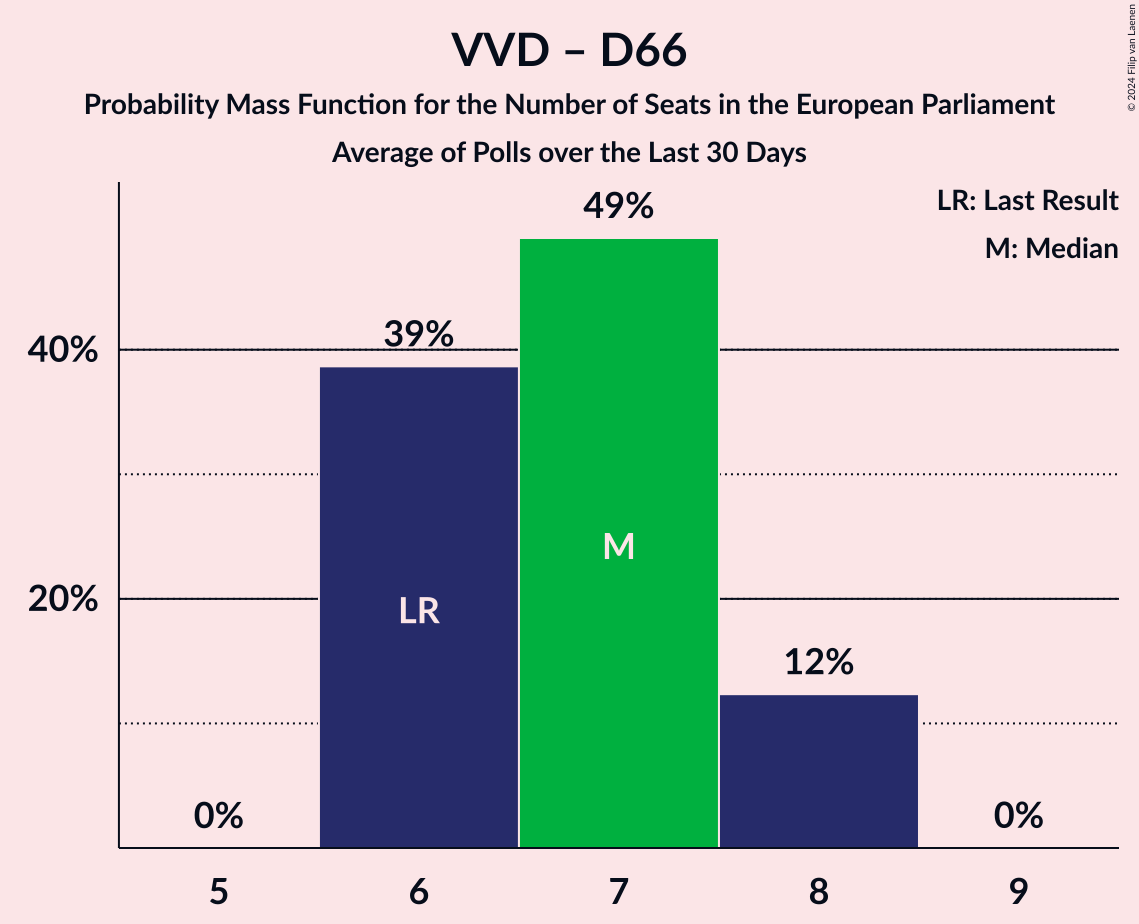 VVD – D66
Probability Mass Function for the Number of Seats in the European Parliament
Average of Polls over the Last 30 Days
© 2024 Filip van Laenen
LR: Last Result
M: Median
49%
39%
40%
M
20%
LR
12%
0%
0%
5 6 7 8 9